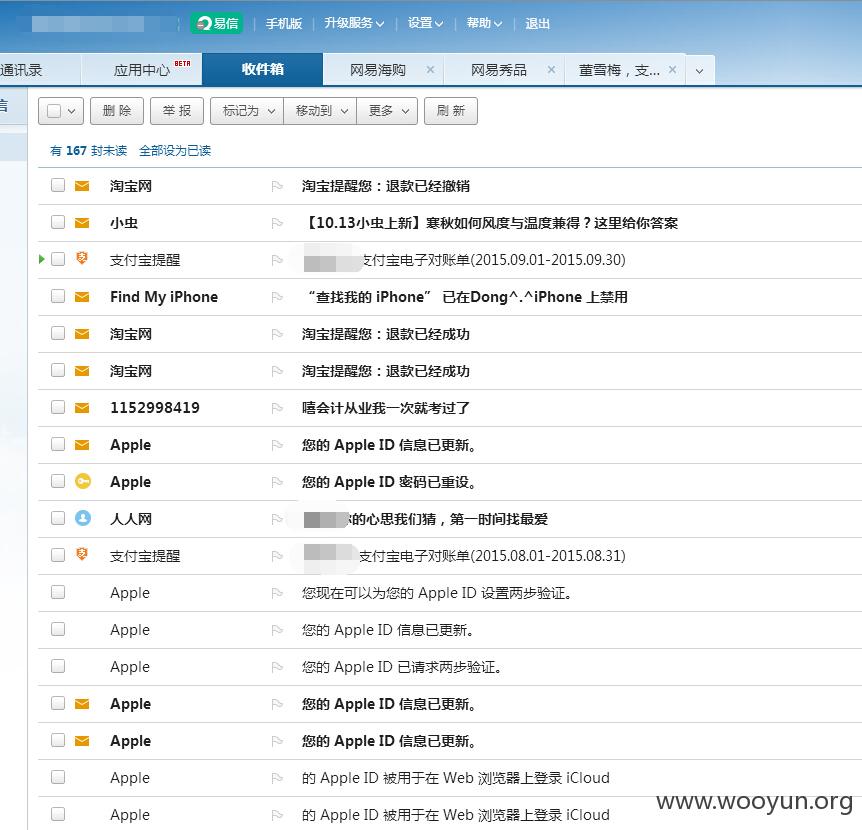 易信 | 手机版 | 升级服务 | 设置 | 帮助 | 退出
通讯录 应用中心 BETA 收件箱 网易海购 × 网易秀品 × 董雪梅，支... ×
信
删 除 举 报 标记为 移动到 更多 刷 新
有 167 封未读 全部设为已读
淘宝网 淘宝提醒您：退款已经撤销
小虫 【10.13小虫上新】寒秋如何风度与温度兼得？这里给你答案
支付宝提醒 支付宝电子对账单(2015.09.01-2015.09.30)
Find My iPhone “查找我的 iPhone” 已在Dong^.^iPhone 上禁用
淘宝网 淘宝提醒您：退款已经成功
淘宝网 淘宝提醒您：退款已经成功
1152998419 嘻会计从业我一次就考过了
Apple 您的 Apple ID 信息已更新。
Apple 您的 Apple ID 密码已重设。
人人网 你的心思我们猜，第一时间找最爱
支付宝提醒 支付宝电子对账单(2015.08.01-2015.08.31)
Apple 您现在可以为您的 Apple ID 设置两步验证。
Apple 您的 Apple ID 信息已更新。
Apple 您的 Apple ID 已请求两步验证。
Apple 您的 Apple ID 信息已更新。
Apple 您的 Apple ID 信息已更新。
Apple 的 Apple ID 被用于在 Web 浏览器上登录 iCloud
Apple 的 Apple ID 被用于在 Web 浏览器上登录 iCloud
www.wooyun.org